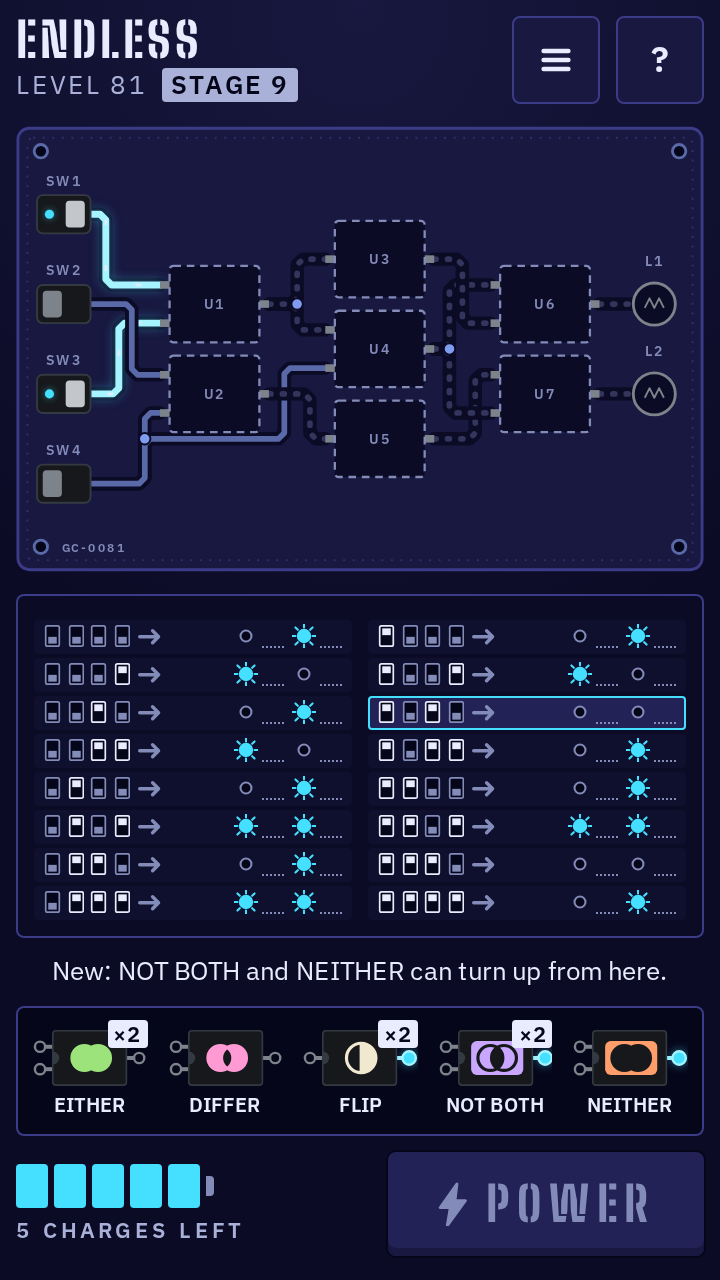 ENDLESS
LEVEL 81 STAGE 9
?
SW1
SW2
SW3
SW4
U1
U2
U3
U4
U5
U6
U7
L1
L2
GC-0081
New: NOT BOTH and NEITHER can turn up from here.
×2 ×2 ×2
EITHER DIFFER FLIP NOT BOTH NEITHER
5 CHARGES LEFT
POWER